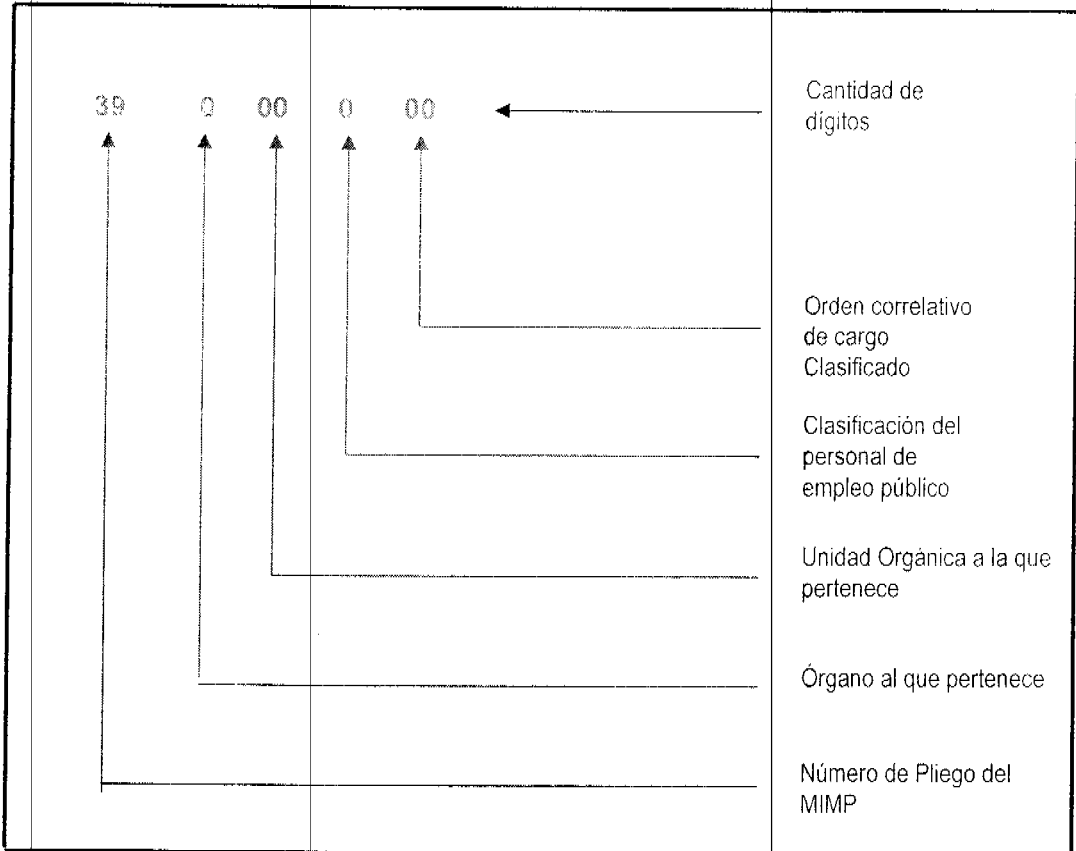 39 0 00 0 00
Cantidad de
dígitos
Orden correlativo
de cargo
Clasificado
Clasificación del
personal de
empleo público
Unidad Orgánica a la que
pertenece
Órgano al que pertenece
Número de Pliego del
MIMP